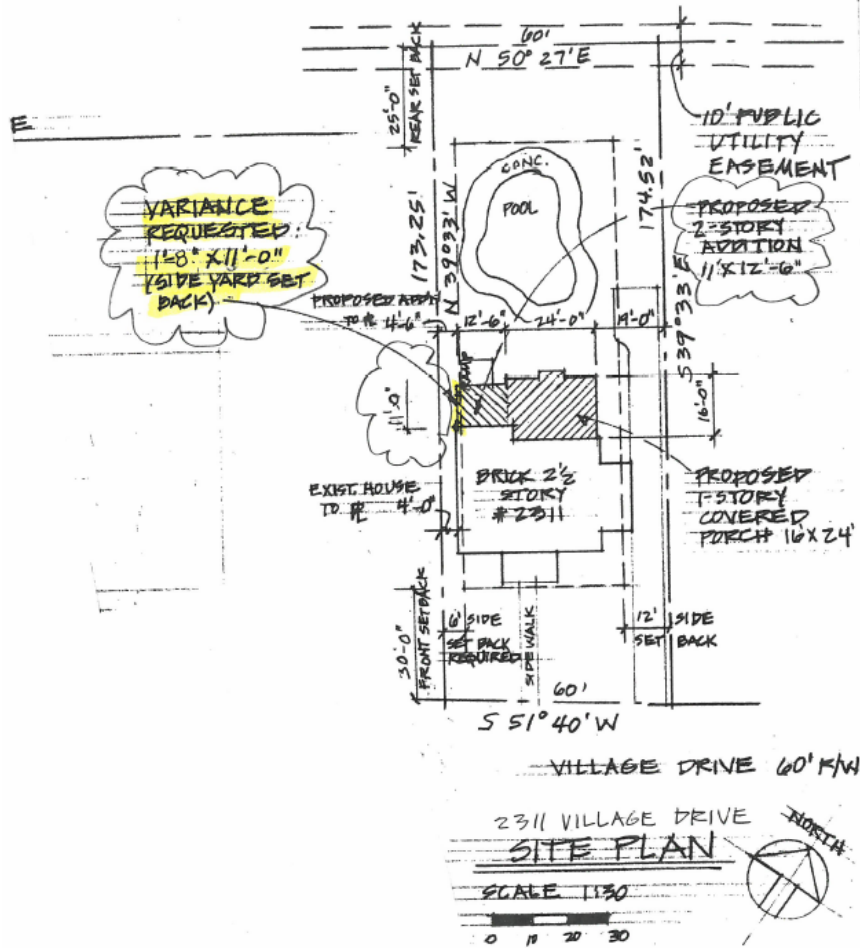 60'
N 50° 27' E
25'-0"
REAR SET BACK
E
10' PUBLIC
UTILITY
EASEMENT
CONC.
POOL
VARIANCE
REQUESTED:
1'-8" X 11'-0"
(SIDE YARD SET
BACK)
173.25'
N 39°33' W
174.52'
S 39°33' E
PROPOSED
2-STORY
ADDITION
11' X 12'-6"
PROPOSED ADD'N
TO PL 4'-6"
12'-6"
24'-0"
19'-0"
11'-0"
16'-0"
EXIST. HOUSE
TO PL 4'-0"
BRICK 2½
STORY
# 2311
PROPOSED
1-STORY
COVERED
PORCH 16 X 24'
30'-0"
FRONT SETBACK
6' SIDE
SET BACK
REQUIRED
SIDEWALK
12' SIDE
SET BACK
60'
S 51° 40' W
VILLAGE DRIVE 60' R/W
2311 VILLAGE DRIVE
SITE PLAN
SCALE 1:30
0 10 20 30
NORTH